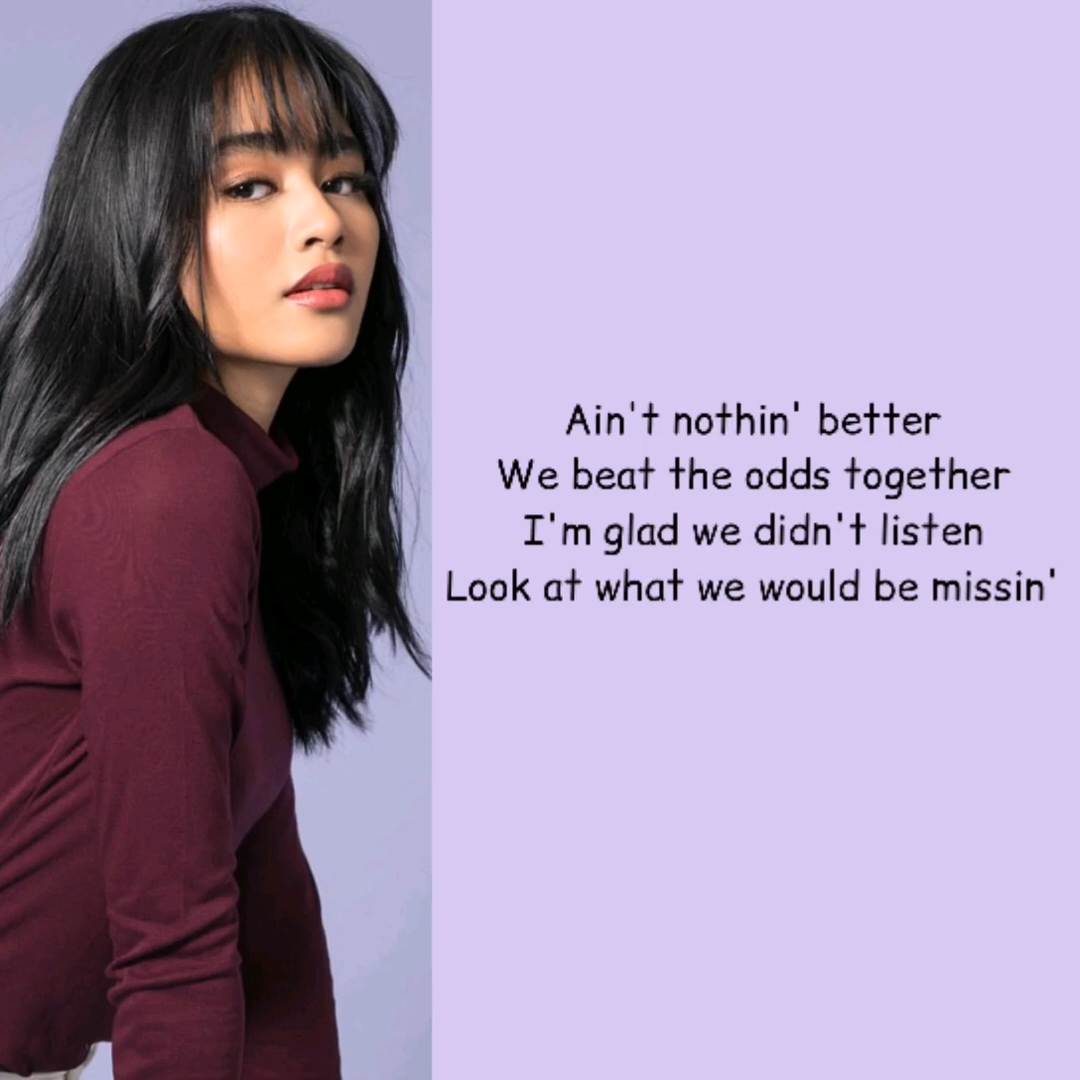 Ain't nothin' better
We beat the odds together
I'm glad we didn't listen
Look at what we would be missin'